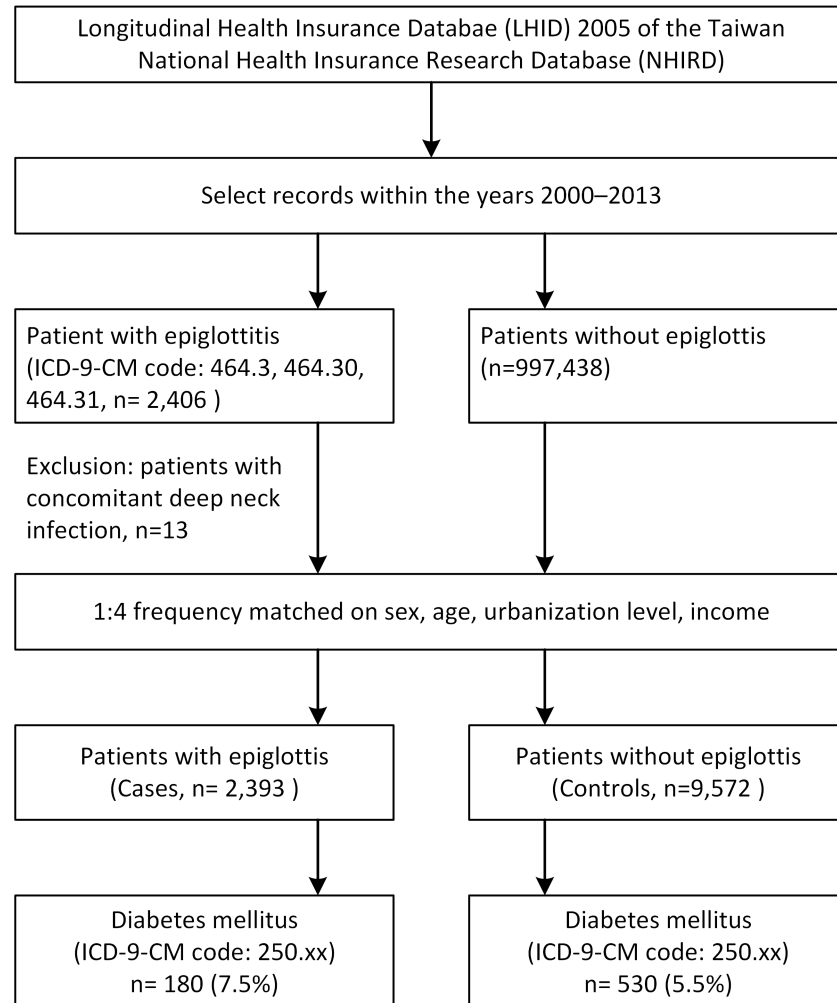 Longitudinal Health Insurance Databae (LHID) 2005 of the Taiwan
National Health Insurance Research Database (NHIRD)
Select records within the years 2000–2013
Patient with epiglottitis
(ICD-9-CM code: 464.3, 464.30,
464.31, n= 2,406 )
Patients without epiglottis
(n=997,438)
Exclusion: patients with
concomitant deep neck
infection, n=13
1:4 frequency matched on sex, age, urbanization level, income
Patients with epiglottis
(Cases, n= 2,393 )
Patients without epiglottis
(Controls, n=9,572 )
Diabetes mellitus
(ICD-9-CM code: 250.xx)
n= 180 (7.5%)
Diabetes mellitus
(ICD-9-CM code: 250.xx)
n= 530 (5.5%)